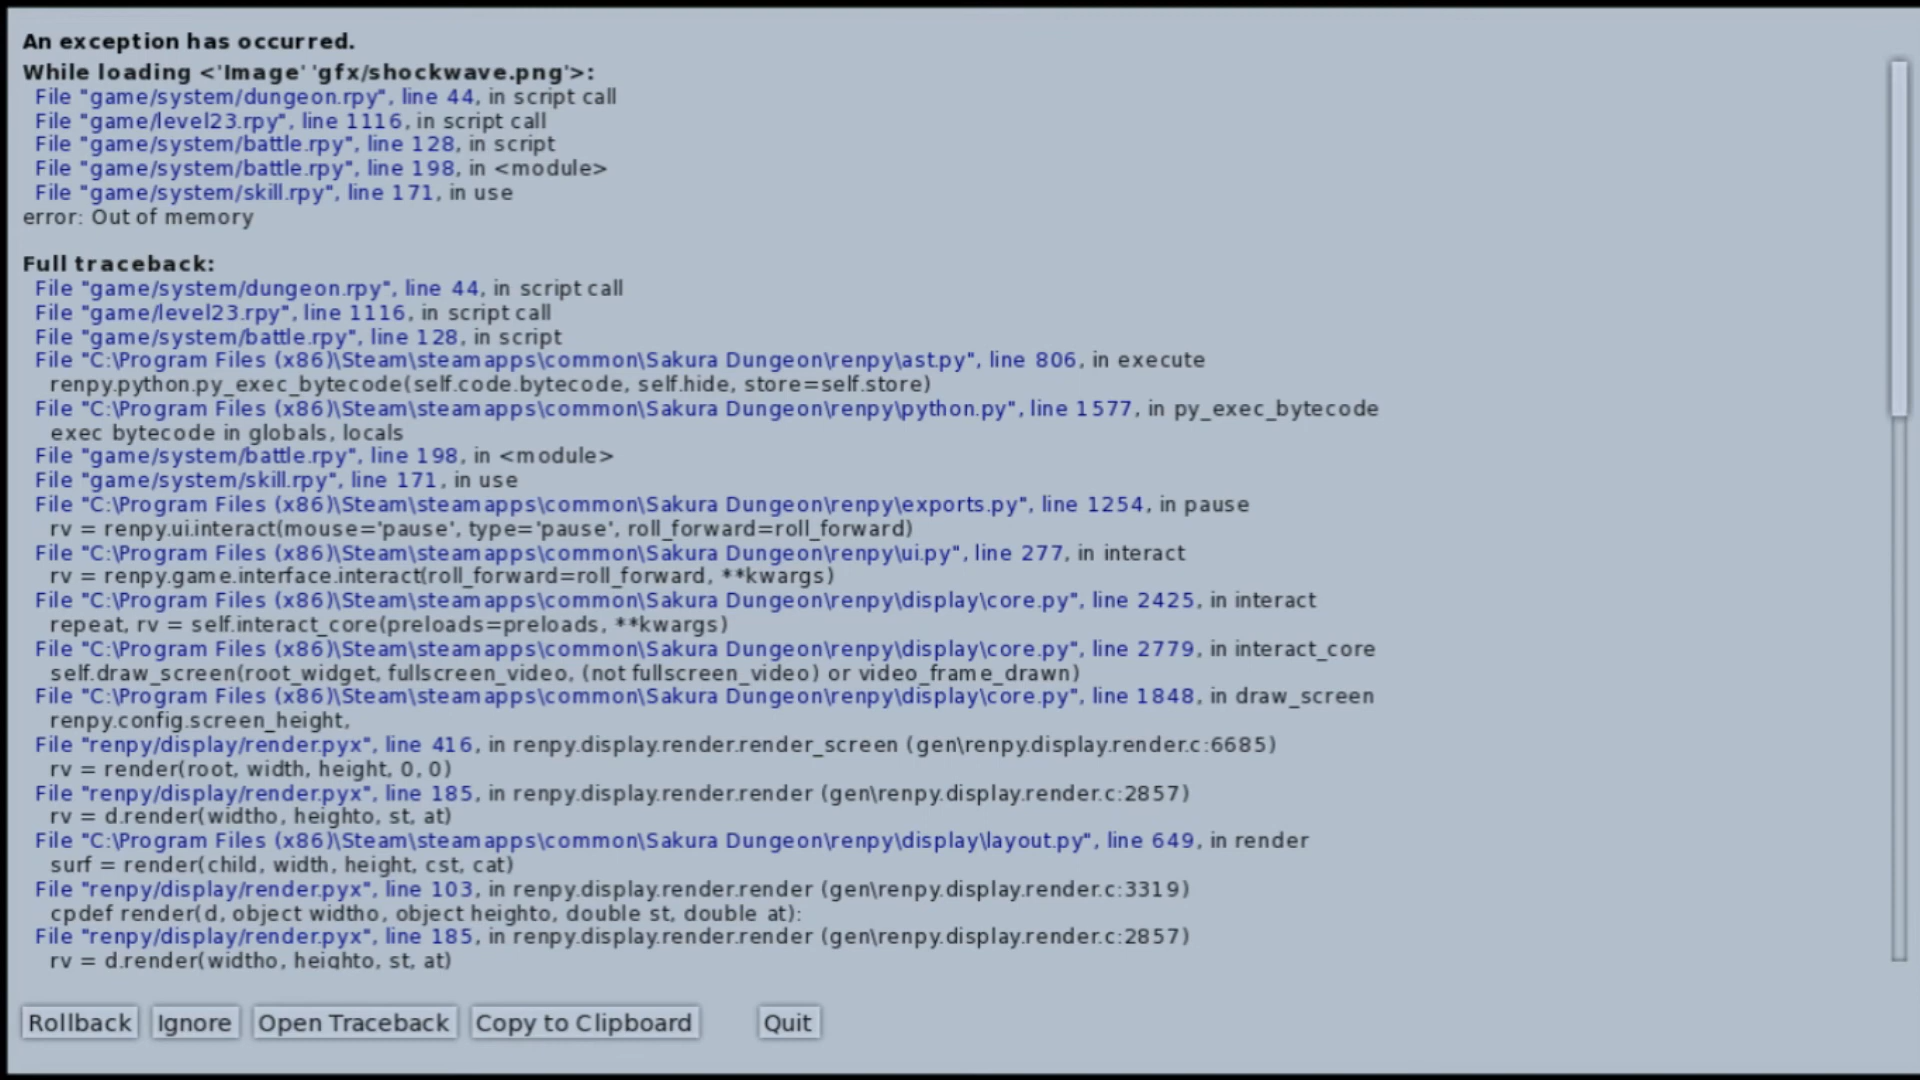 An exception has occurred.
While loading <'Image' 'gfx/shockwave.png'>:
File "game/system/dungeon.rpy", line 44, in script call
File "game/level23.rpy", line 1116, in script call
File "game/system/battle.rpy", line 128, in script
File "game/system/battle.rpy", line 198, in <module>
File "game/system/skill.rpy", line 171, in use
error: Out of memory
Full traceback:
File "game/system/dungeon.rpy", line 44, in script call
File "game/level23.rpy", line 1116, in script call
File "game/system/battle.rpy", line 128, in script
File "C:\Program Files (x86)\Steam\steamapps\common\Sakura Dungeon\renpy\ast.py", line 806, in execute
renpy.python.py_exec_bytecode(self.code.bytecode, self.hide, store=self.store)
File "C:\Program Files (x86)\Steam\steamapps\common\Sakura Dungeon\renpy\python.py", line 1577, in py_exec_bytecode
exec bytecode in globals, locals
File "game/system/battle.rpy", line 198, in <module>
File "game/system/skill.rpy", line 171, in use
File "C:\Program Files (x86)\Steam\steamapps\common\Sakura Dungeon\renpy\exports.py", line 1254, in pause
rv = renpy.ui.interact(mouse='pause', type='pause', roll_forward=roll_forward)
File "C:\Program Files (x86)\Steam\steamapps\common\Sakura Dungeon\renpy\ui.py", line 277, in interact
rv = renpy.game.interface.interact(roll_forward=roll_forward, **kwargs)
File "C:\Program Files (x86)\Steam\steamapps\common\Sakura Dungeon\renpy\display\core.py", line 2425, in interact
repeat, rv = self.interact_core(preloads=preloads, **kwargs)
File "C:\Program Files (x86)\Steam\steamapps\common\Sakura Dungeon\renpy\display\core.py", line 2779, in interact_core
self.draw_screen(root_widget, fullscreen_video, (not fullscreen_video) or video_frame_drawn)
File "C:\Program Files (x86)\Steam\steamapps\common\Sakura Dungeon\renpy\display\core.py", line 1848, in draw_screen
renpy.config.screen_height,
File "renpy/display/render.pyx", line 416, in renpy.display.render.render_screen (gen\renpy.display.render.c:6685)
rv = render(root, width, height, 0, 0)
File "renpy/display/render.pyx", line 185, in renpy.display.render.render (gen\renpy.display.render.c:2857)
rv = d.render(widtho, heighto, st, at)
File "C:\Program Files (x86)\Steam\steamapps\common\Sakura Dungeon\renpy\display\layout.py", line 649, in render
surf = render(child, width, height, cst, cat)
File "renpy/display/render.pyx", line 103, in renpy.display.render.render (gen\renpy.display.render.c:3319)
cpdef render(d, object widtho, object heighto, double st, double at):
File "renpy/display/render.pyx", line 185, in renpy.display.render.render (gen\renpy.display.render.c:2857)
rv = d.render(widtho, heighto, st, at)
Rollback Ignore Open Traceback Copy to Clipboard Quit